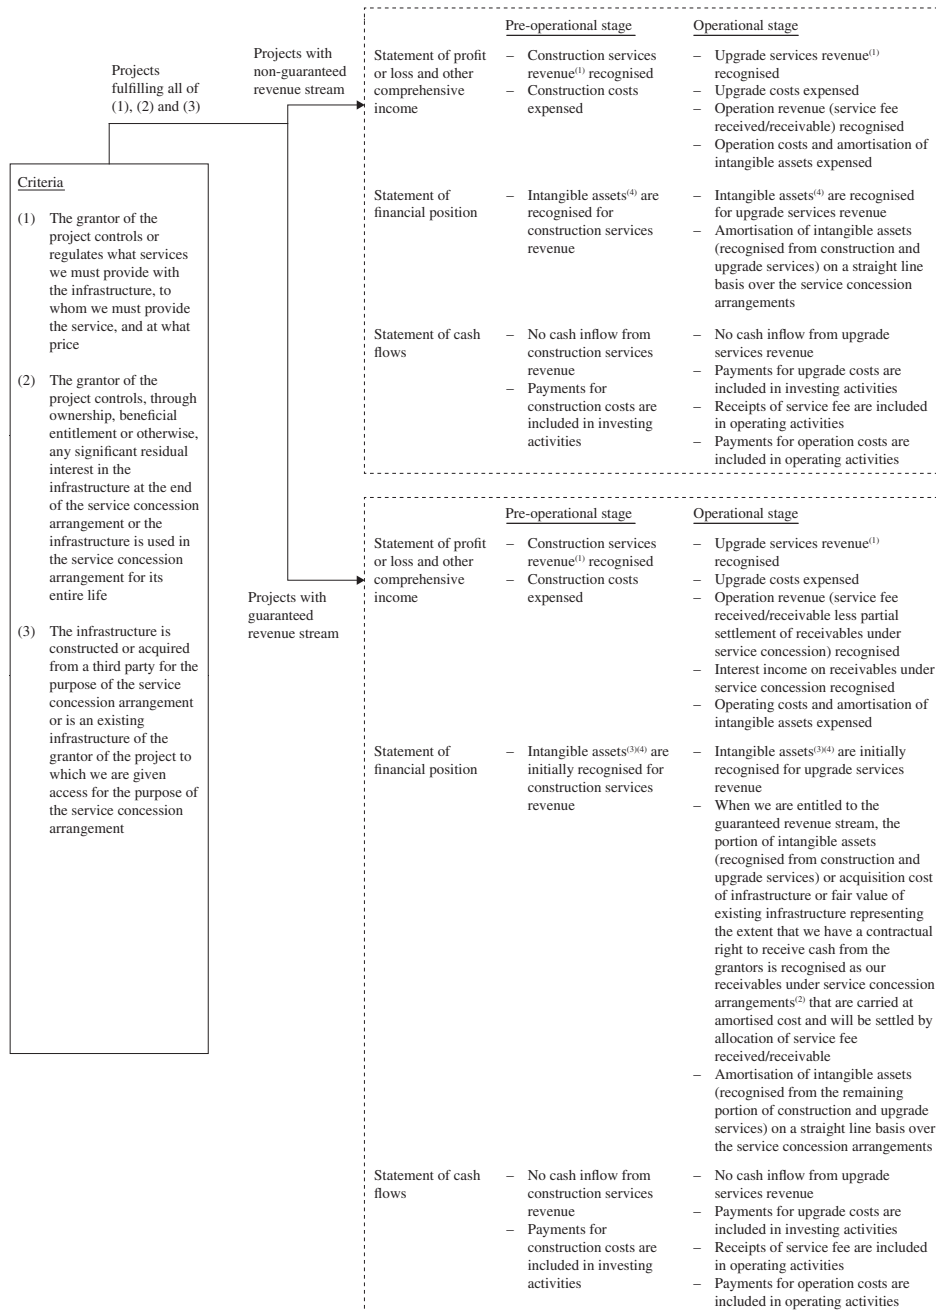 Projects
fulfilling all of
(1), (2) and (3)
Criteria
(1) The grantor of the
project controls or
regulates what services
we must provide with
the infrastructure, to
whom we must provide
the service, and at what
price
(2) The grantor of the
project controls, through
ownership, beneficial
entitlement or otherwise,
any significant residual
interest in the
infrastructure at the end
of the service concession
arrangement or the
infrastructure is used in
the service concession
arrangement for its
entire life
(3) The infrastructure is
constructed or acquired
from a third party for the
purpose of the service
concession arrangement
or is an existing
infrastructure of the
grantor of the project to
which we are given
access for the purpose of
the service concession
arrangement
Projects with
non-guaranteed
revenue stream
Pre-operational stage
Operational stage
Statement of profit
or loss and other
comprehensive
income
– Construction services
revenue(1) recognised
– Construction costs
expensed
– Upgrade services revenue(1)
recognised
– Upgrade costs expensed
– Operation revenue (service fee
received/receivable) recognised
– Operation costs and amortisation of
intangible assets expensed
Statement of
financial position
– Intangible assets(4) are
recognised for
construction services
revenue
– Intangible assets(4) are recognised
for upgrade services revenue
– Amortisation of intangible assets
(recognised from construction and
upgrade services) on a straight line
basis over the service concession
arrangements
Statement of cash
flows
– No cash inflow from
construction services
revenue
– Payments for
construction costs are
included in investing
activities
– No cash inflow from upgrade
services revenue
– Payments for upgrade costs are
included in investing activities
– Receipts of service fee are included
in operating activities
– Payments for operation costs are
included in operating activities
Projects with
guaranteed
revenue stream
Pre-operational stage
Operational stage
Statement of profit
or loss and other
comprehensive
income
– Construction services
revenue(1) recognised
– Construction costs
expensed
– Upgrade services revenue(1)
recognised
– Upgrade costs expensed
– Operation revenue (service fee
received/receivable less partial
settlement of receivables under
service concession) recognised
– Interest income on receivables under
service concession recognised
– Operating costs and amortisation of
intangible assets expensed
Statement of
financial position
– Intangible assets(3)(4) are
initially recognised for
construction services
revenue
– Intangible assets(3)(4) are initially
recognised for upgrade services
revenue
– When we are entitled to the
guaranteed revenue stream, the
portion of intangible assets
(recognised from construction and
upgrade services) or acquisition cost
of infrastructure or fair value of
existing infrastructure representing
the extent that we have a contractual
right to receive cash from the
grantors is recognised as our
receivables under service concession
arrangements(2) that are carried at
amortised cost and will be settled by
allocation of service fee
received/receivable
– Amortisation of intangible assets
(recognised from the remaining
portion of construction and upgrade
services) on a straight line basis over
the service concession arrangements
Statement of cash
flows
– No cash inflow from
construction services
revenue
– Payments for
construction costs are
included in investing
activities
– No cash inflow from upgrade
services revenue
– Payments for upgrade costs are
included in investing activities
– Receipts of service fee are included
in operating activities
– Payments for operation costs are
included in operating activities